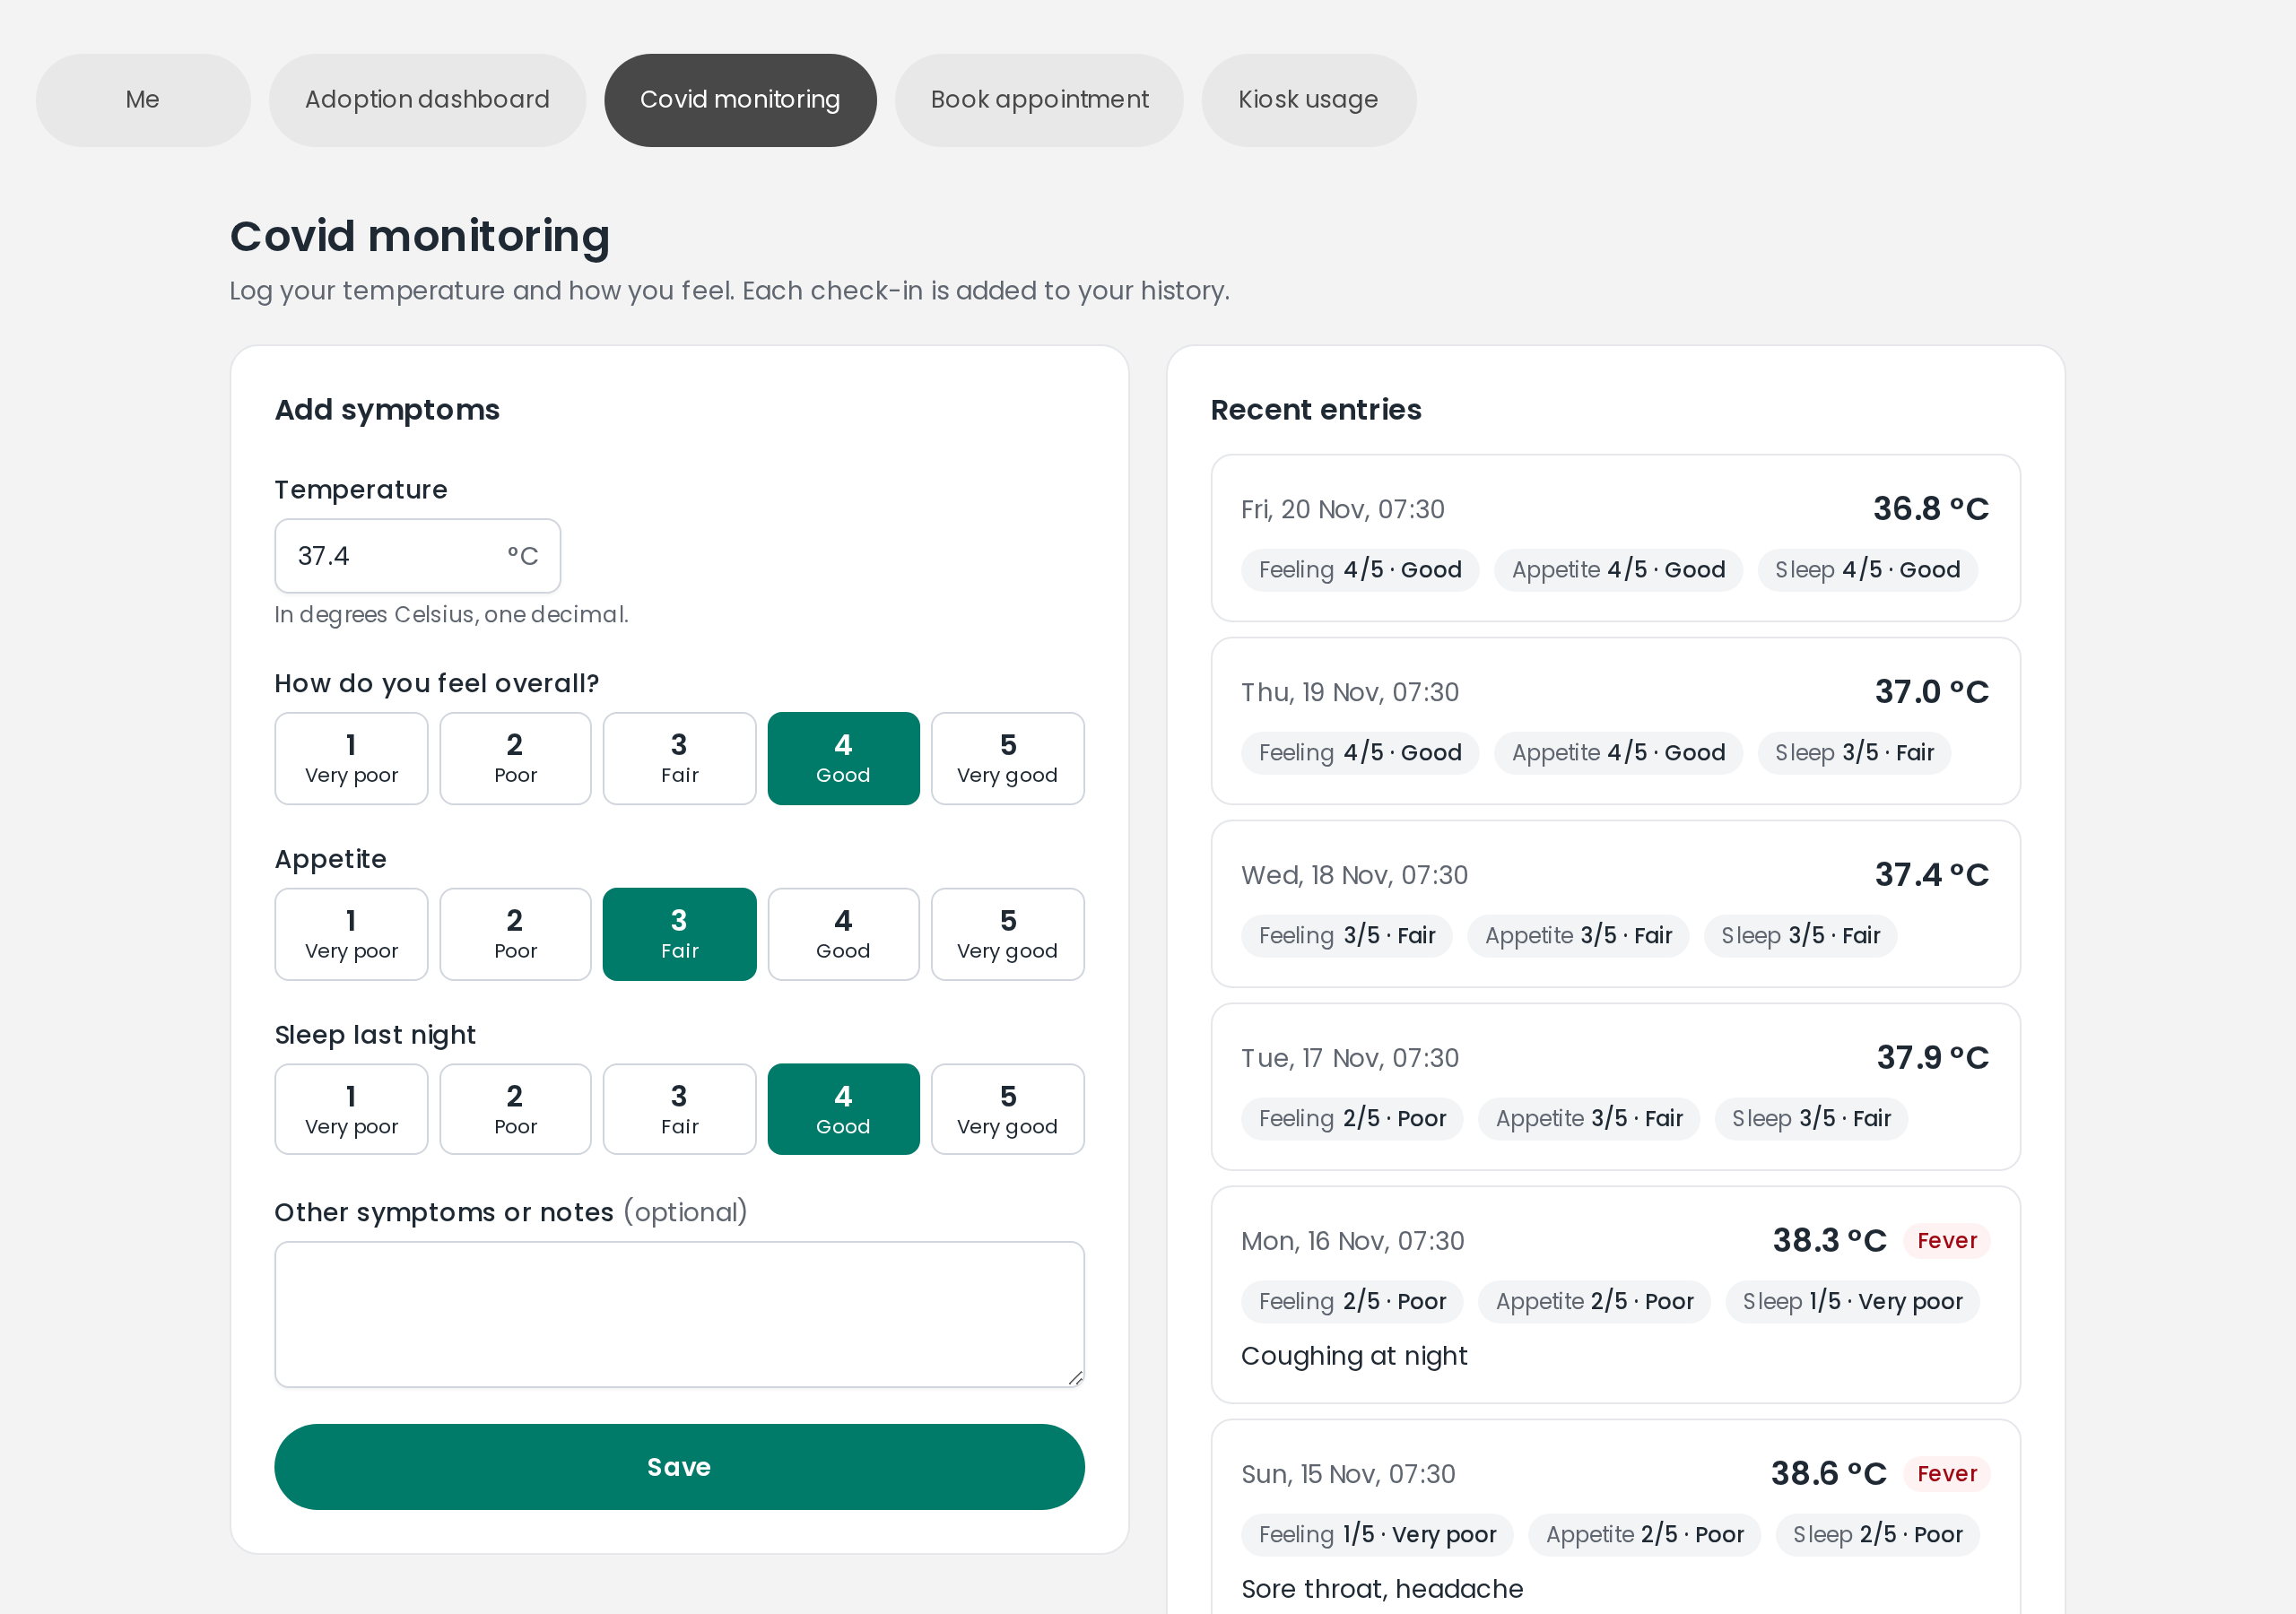 Me
Adoption dashboard
Covid monitoring
Book appointment
Kiosk usage
Covid monitoring
Log your temperature and how you feel. Each check-in is added to your history.
Add symptoms
Temperature
37.4 °C
In degrees Celsius, one decimal.
How do you feel overall?
1 2 3 4 5
Very poor Poor Fair Good Very good
Appetite
1 2 3 4 5
Very poor Poor Fair Good Very good
Sleep last night
1 2 3 4 5
Very poor Poor Fair Good Very good
Other symptoms or notes (optional)
Save
Recent entries
Fri, 20 Nov, 07:30 36.8 °C
Feeling 4/5 · Good Appetite 4/5 · Good Sleep 4/5 · Good
Thu, 19 Nov, 07:30 37.0 °C
Feeling 4/5 · Good Appetite 4/5 · Good Sleep 3/5 · Fair
Wed, 18 Nov, 07:30 37.4 °C
Feeling 3/5 · Fair Appetite 3/5 · Fair Sleep 3/5 · Fair
Tue, 17 Nov, 07:30 37.9 °C
Feeling 2/5 · Poor Appetite 3/5 · Fair Sleep 3/5 · Fair
Mon, 16 Nov, 07:30 38.3 °C Fever
Feeling 2/5 · Poor Appetite 2/5 · Poor Sleep 1/5 · Very poor
Coughing at night
Sun, 15 Nov, 07:30 38.6 °C Fever
Feeling 1/5 · Very poor Appetite 2/5 · Poor Sleep 2/5 · Poor
Sore throat, headache